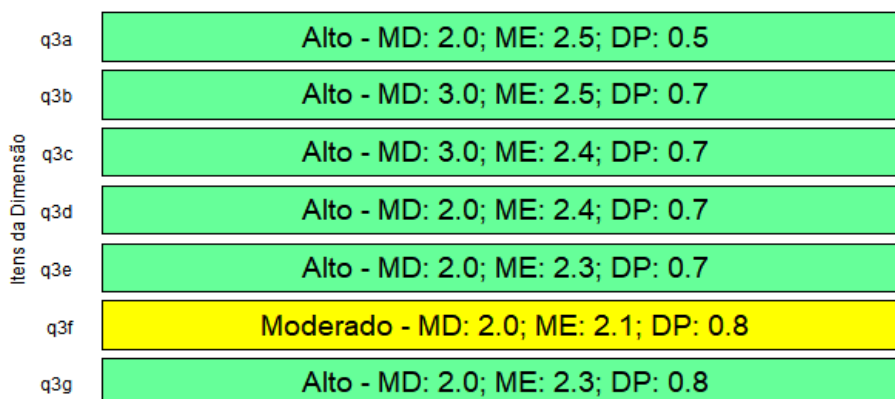 Itens da Dimensão
q3a Alto - MD: 2.0; ME: 2.5; DP: 0.5
q3b Alto - MD: 3.0; ME: 2.5; DP: 0.7
q3c Alto - MD: 3.0; ME: 2.4; DP: 0.7
q3d Alto - MD: 2.0; ME: 2.4; DP: 0.7
q3e Alto - MD: 2.0; ME: 2.3; DP: 0.7
q3f Moderado - MD: 2.0; ME: 2.1; DP: 0.8
q3g Alto - MD: 2.0; ME: 2.3; DP: 0.8